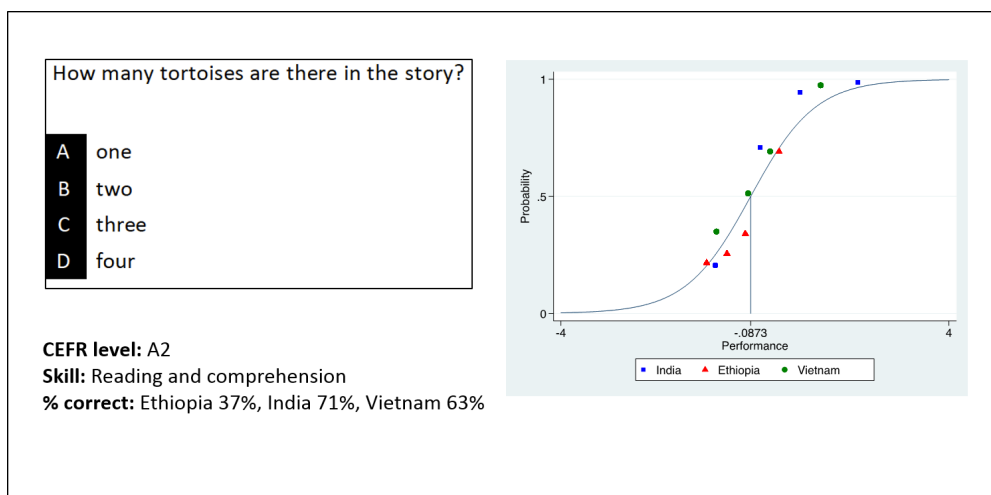 How many tortoises are there in the story?
A one
B two
C three
D four
CEFR level: A2
Skill: Reading and comprehension
% correct: Ethiopia 37%, India 71%, Vietnam 63%
1
.5
0
Probability
-4
-.0873
4
Performance
India Ethiopia Vietnam